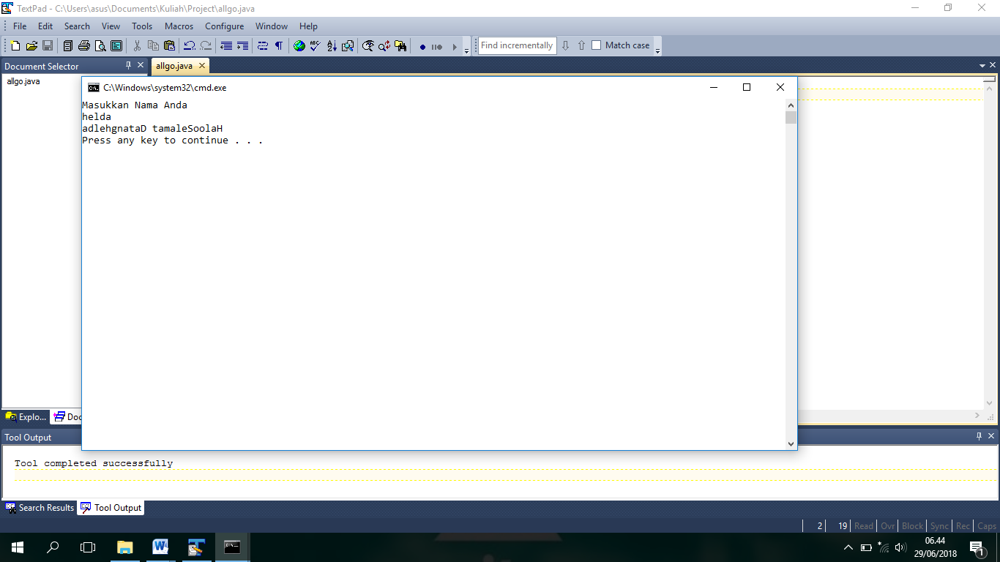 TextPad - C:\Users\asus\Documents\Kuliah\Project\allgo.java
File Edit Search View Tools Macros Configure Window Help
Find incrementally Match case
Document Selector
allgo.java
allgo.java
C:\Windows\system32\cmd.exe
Masukkan Nama Anda
helda
adlehgnataD tamaleSoolaH
Press any key to continue . . .
Explo... Doc
Tool Output
Tool completed successfully
Search Results Tool Output
2 19 Read Ovr Block Sync Rec Caps
06.44
29/06/2018
1